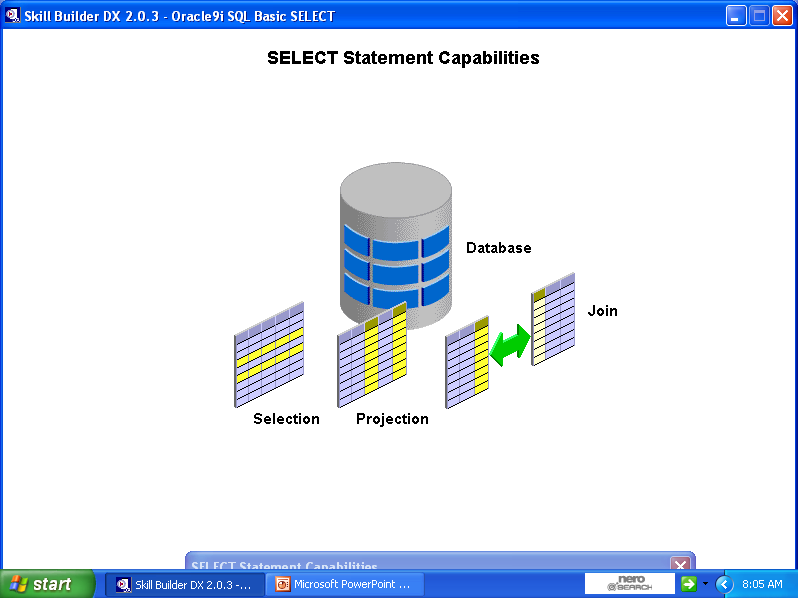 Skill Builder DX 2.0.3 - Oracle9i SQL Basic SELECT
SELECT Statement Capabilities
Database
Join
Selection
Projection
SELECT Statement Capabilities
start
Skill Builder DX 2.0.3 -...
Microsoft PowerPoint ...
nero
SEARCH
8:05 AM